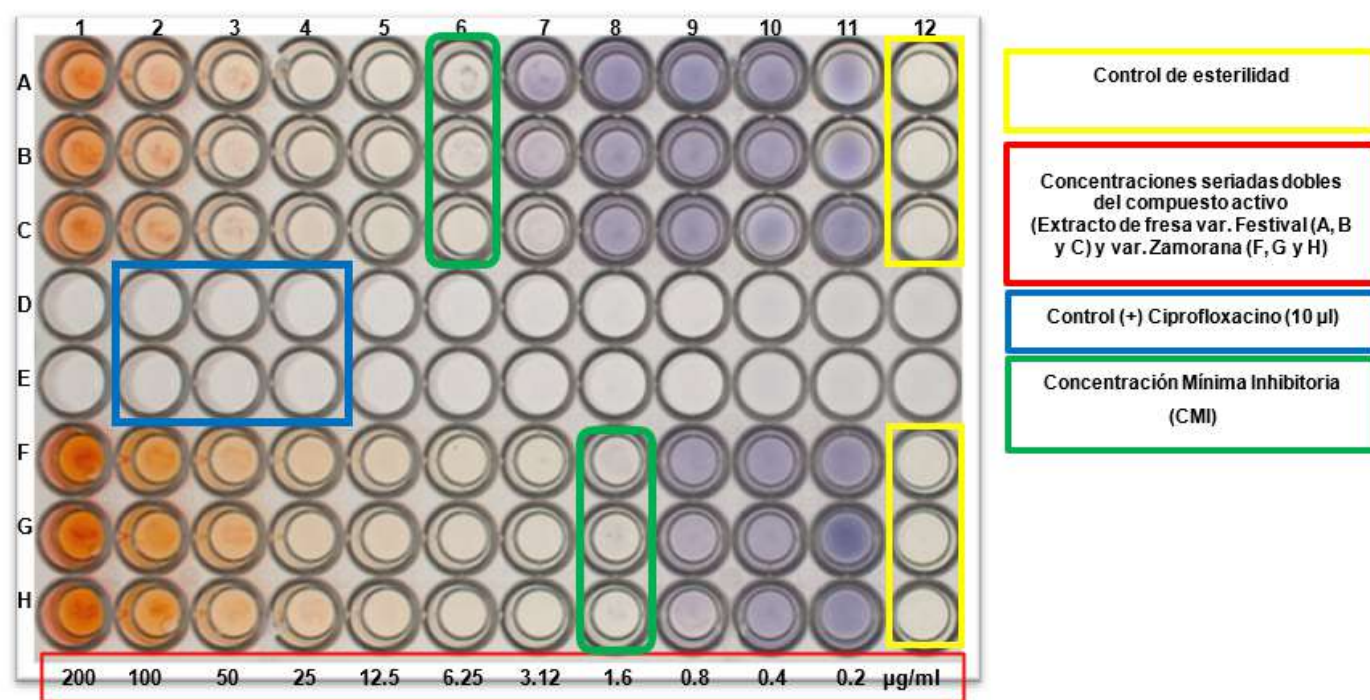 1 2 3 4 5 6 7 8 9 10 11 12
A
B
C
D
E
F
G
H
200 100 50 25 12.5 6.25 3.12 1.6 0.8 0.4 0.2 µg/ml
Control de esterilidad
Concentraciones seriadas dobles
del compuesto activo
(Extracto de fresa var. Festival (A, B
y C) y var. Zamorana (F, G y H)
Control (+) Ciprofloxacino (10 µl)
Concentración Mínima Inhibitoria
(CMI)